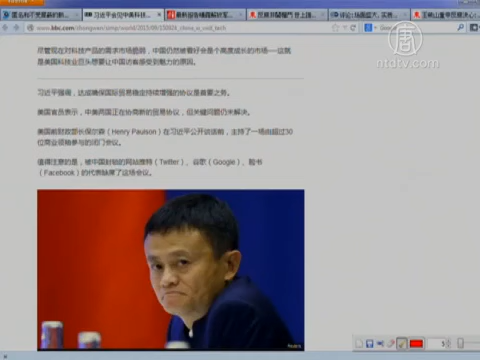 习近平会见中美科技...
www.bbc.com/zhongwen/simp/world/2015/09/150924_china_us_visit_tech
ntdtv.com
尽管现在对科技产品的需求市场趋弱，中国仍然被看好会是个高度成长的市场——这就
是美国科技业巨头想要让中国访客感受到魅力的原因。
习近平强调，达成确保国际贸易稳定持续增强的协议是首要之务。
美国官员表示，中美两国正在协商新的贸易协议，但关键问题仍未解决。
美国前财政部长保尔森（Henry Paulson）在习近平公开谈话前，主持了一场由超过30
位商业领袖参与的闭门会议。
值得注意的是，被中国封锁的网站推特（Twitter）、谷歌（Google）、脸书
（Facebook）的代表缺席了这场会议。
Reuters
5